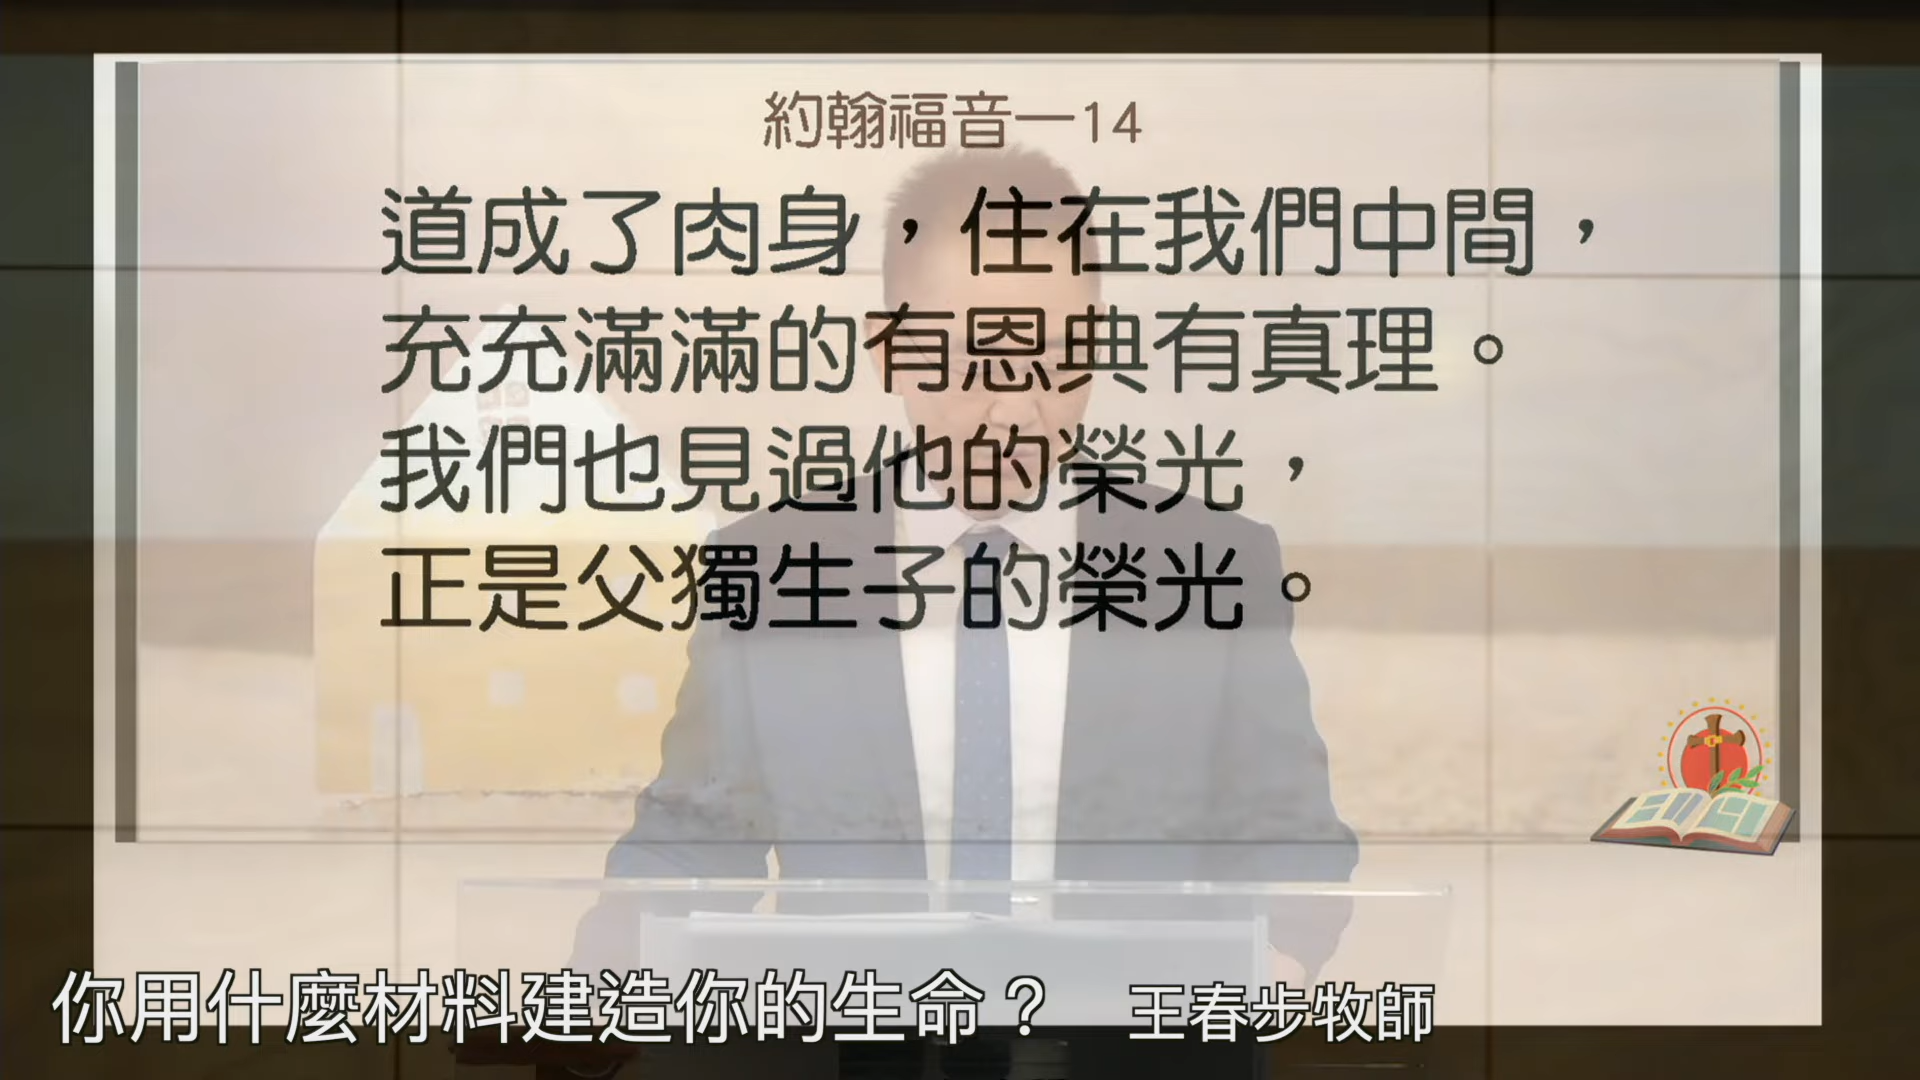 約翰福音一14
道成了肉身，住在我們中間，
充充滿滿的有恩典有真理。
我們也見過他的榮光，
正是父獨生子的榮光。
你用什麼材料建造你的生命？ 王春步牧師